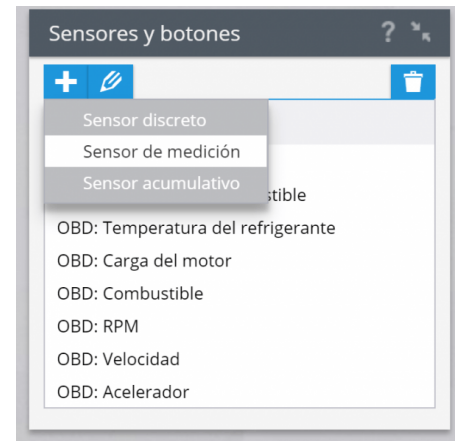 Sensores y botones ?
Sensor discreto
Sensor de medición
Sensor acumulativo
OBD: Temperatura del refrigerante
OBD: Carga del motor
OBD: Combustible
OBD: RPM
OBD: Velocidad
OBD: Acelerador